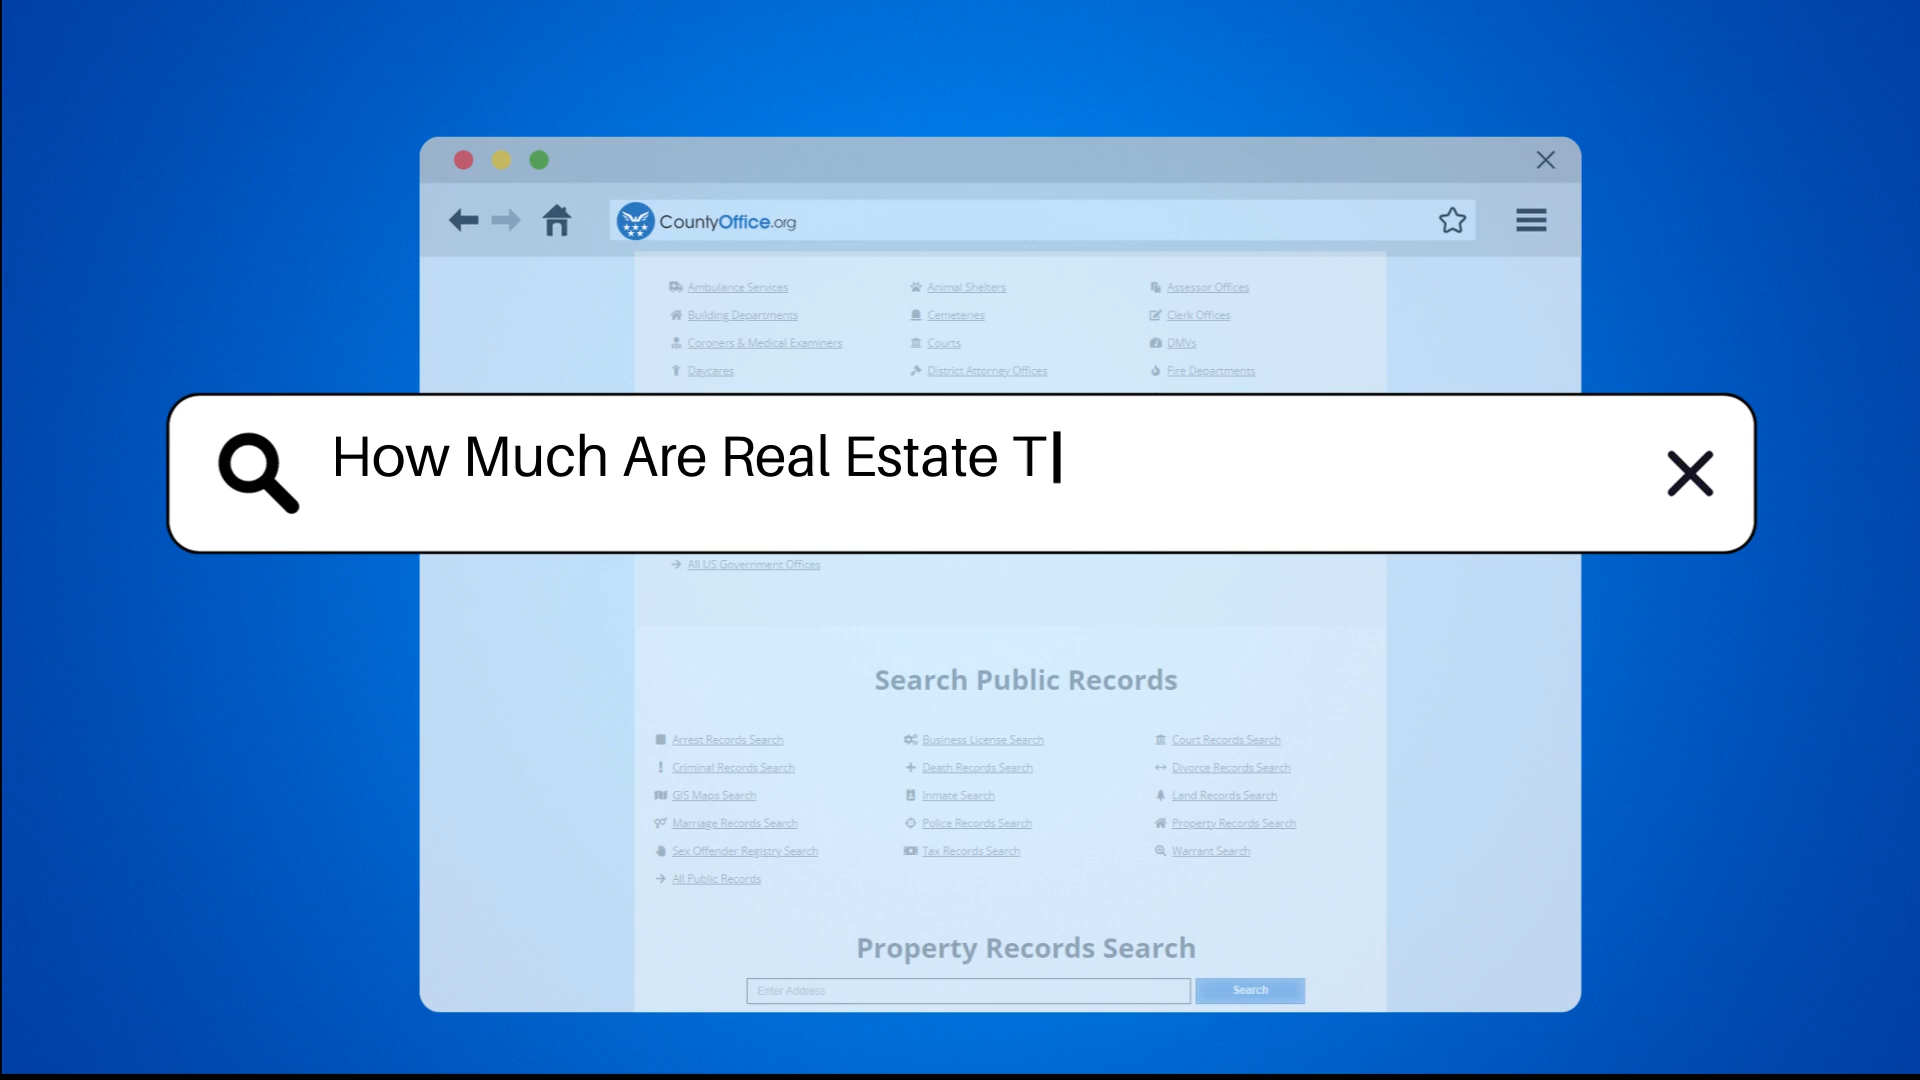 CountyOffice.org
Ambulance Services Animal Shelters Assessor Offices
Building Departments Cemeteries Clerk Offices
Coroners & Medical Examiners Courts DMVs
Daycares District Attorney Offices Fire Departments
How Much Are Real Estate T
All US Government Offices
Search Public Records
Arrest Records Search Business License Search Court Records Search
Criminal Records Search Death Records Search Divorce Records Search
GIS Maps Search Inmate Search Land Records Search
Marriage Records Search Police Records Search Property Records Search
Sex Offender Registry Search Tax Records Search Warrant Search
All Public Records
Property Records Search
Enter Address Search